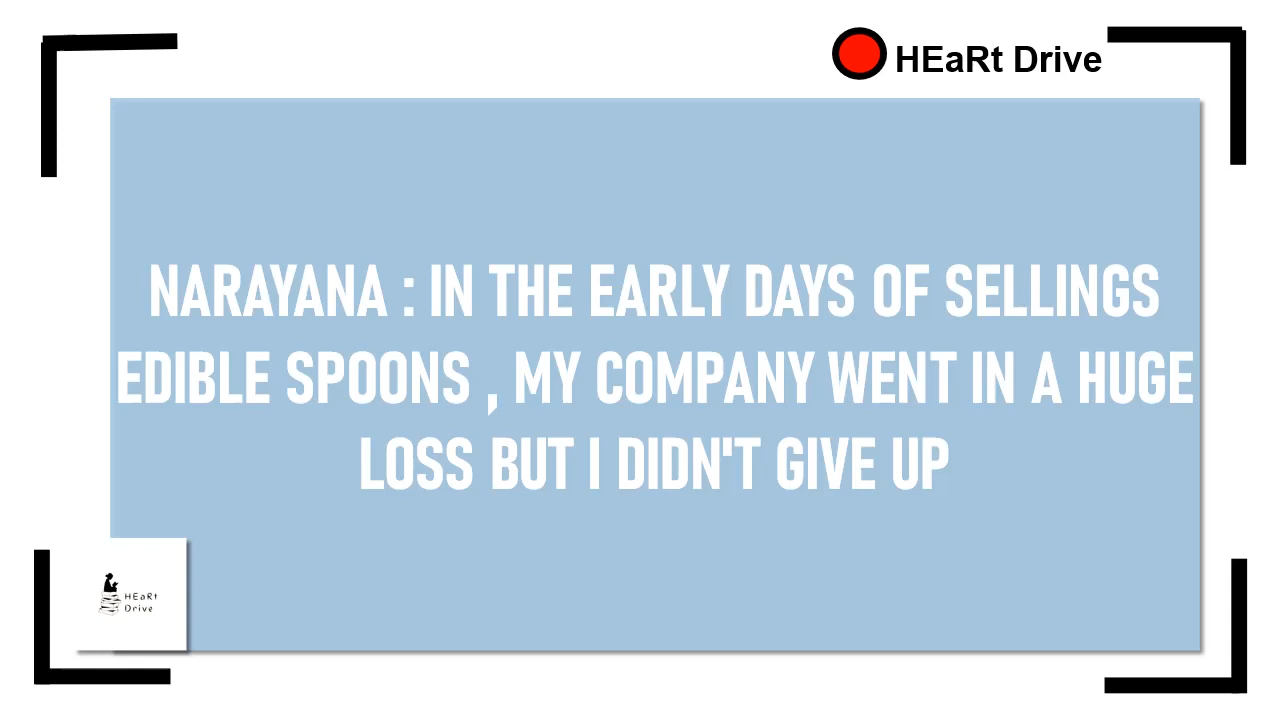 HEaRt Drive
NARAYANA : IN THE EARLY DAYS OF SELLINGS
EDIBLE SPOONS , MY COMPANY WENT IN A HUGE
LOSS BUT I DIDN'T GIVE UP
HEaRt
Drive